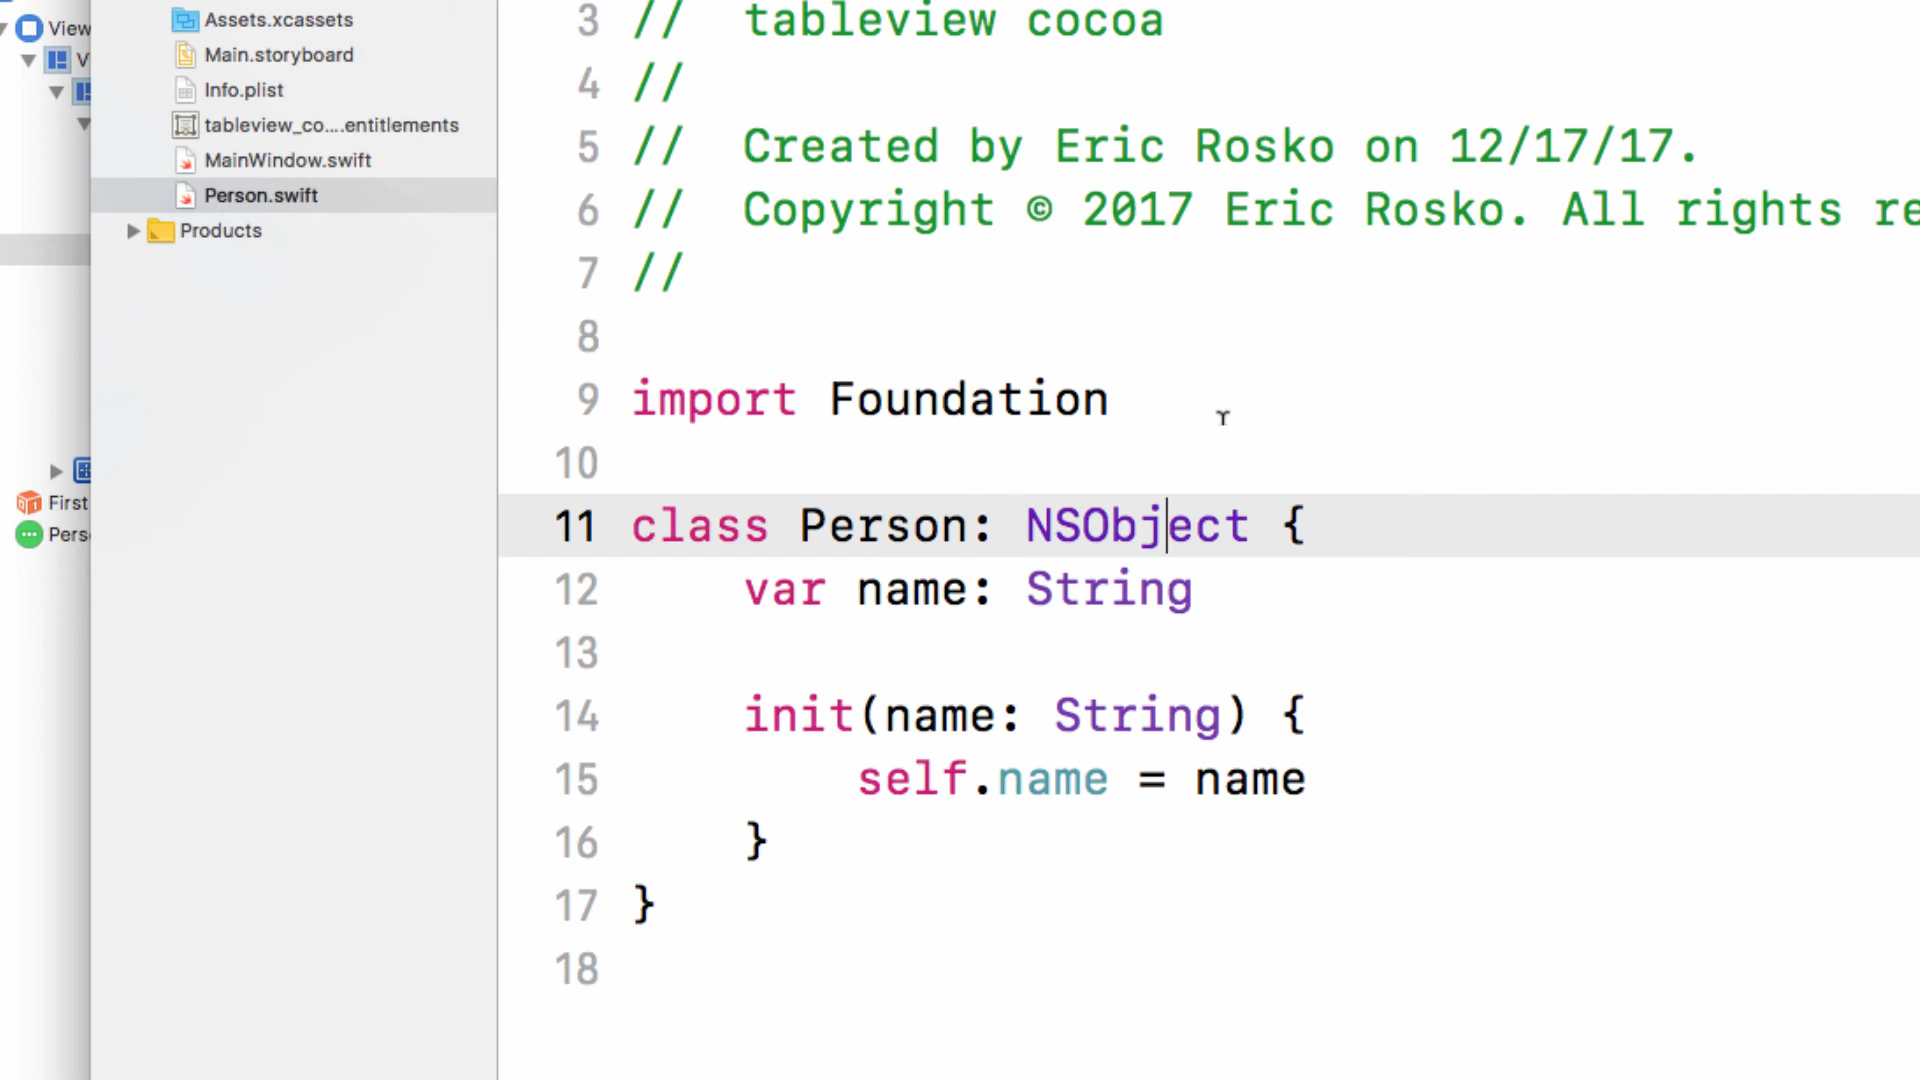 View
V
First
Pers
Assets.xcassets
Main.storyboard
Info.plist
tableview_co....entitlements
MainWindow.swift
Person.swift
Products
3 // tableview cocoa
4 //
5 // Created by Eric Rosko on 12/17/17.
6 // Copyright © 2017 Eric Rosko. All rights re
7 //
8
9 import Foundation
10
11 class Person: NSObject {
12 var name: String
13
14 init(name: String) {
15 self.name = name
16 }
17 }
18